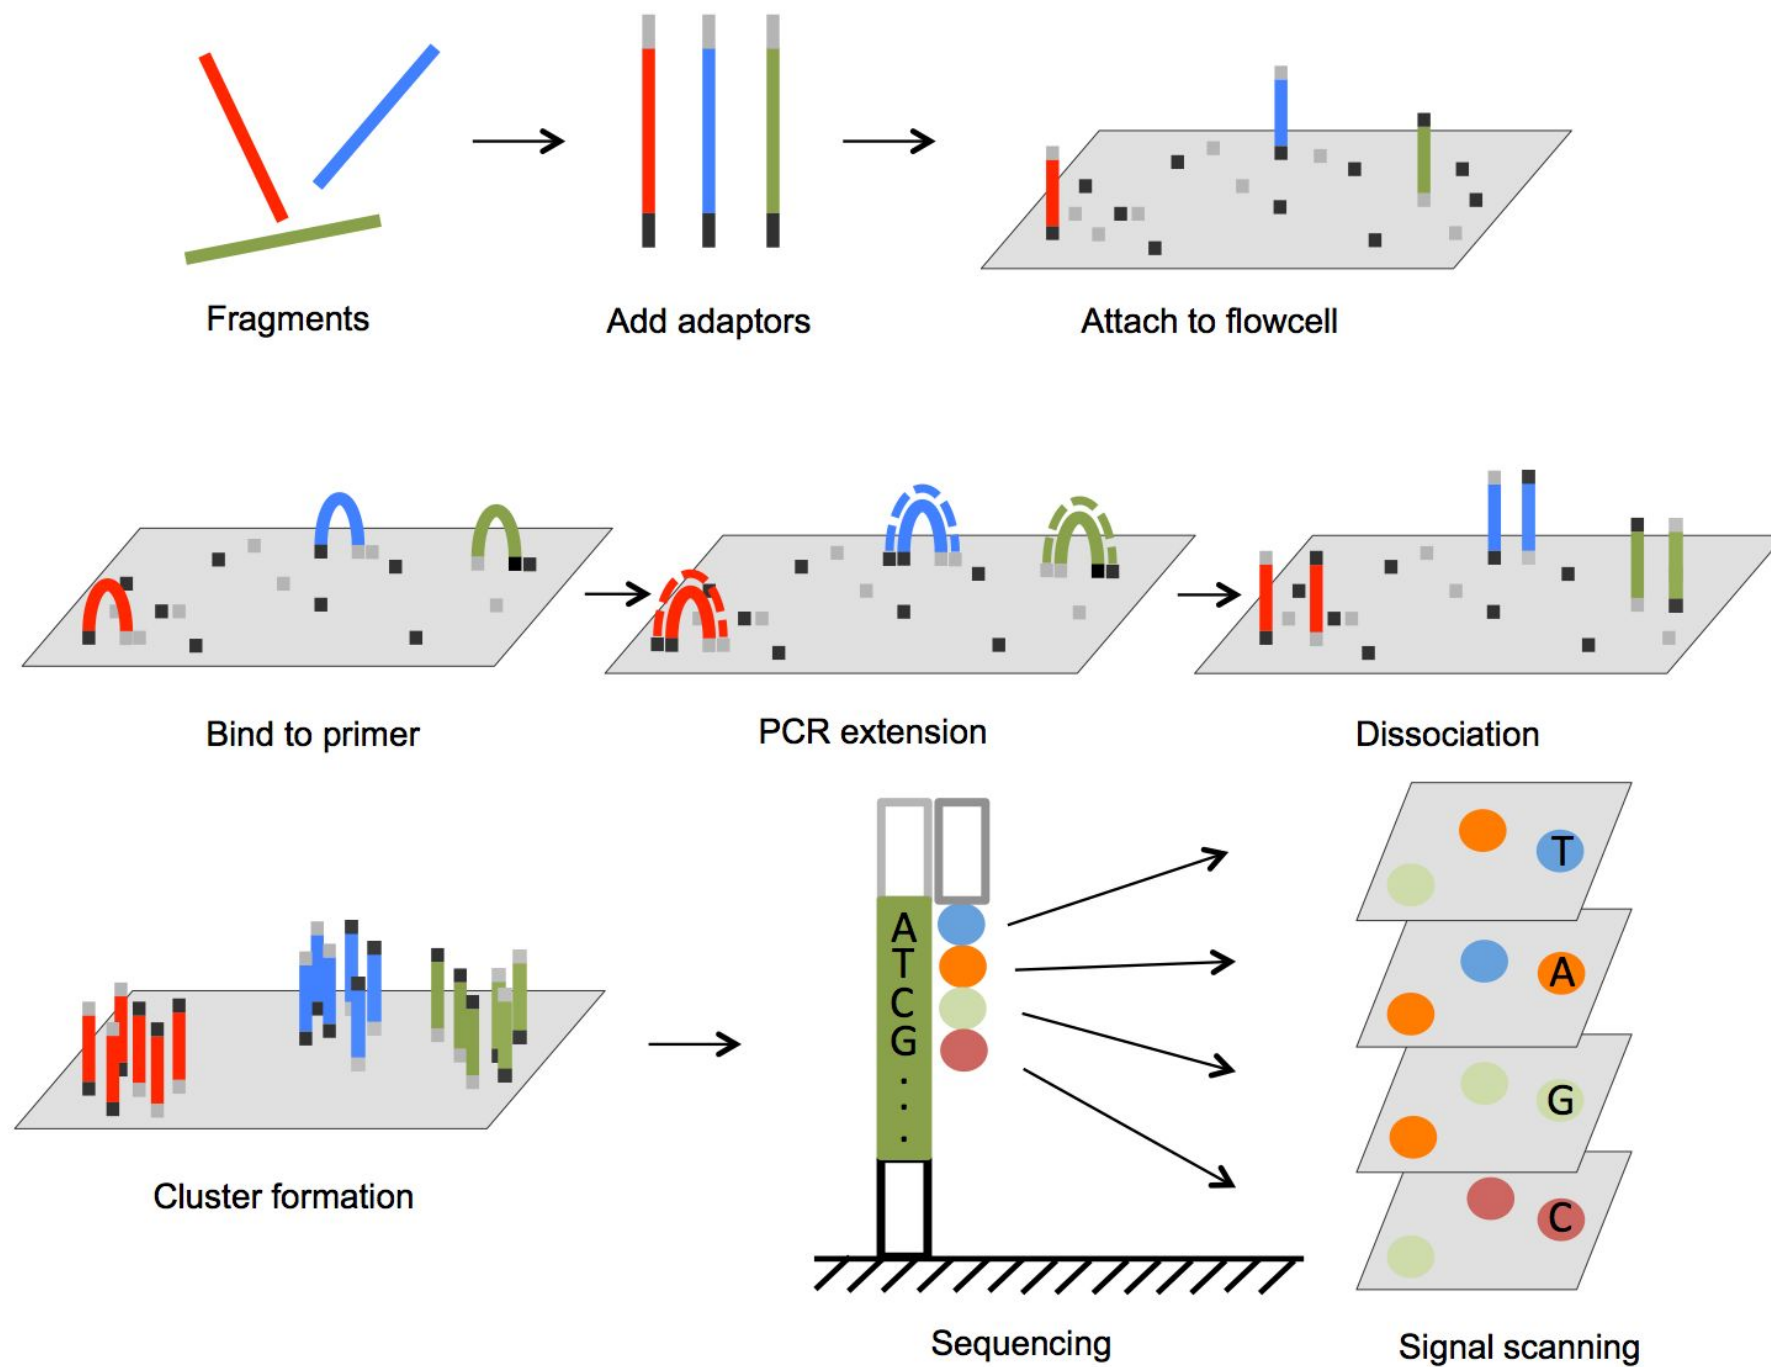 Fragments
Add adaptors
Attach to flowcell
Bind to primer
PCR extension
Dissociation
Cluster formation
A
T
C
G
.
.
.
Sequencing
T
A
G
C
Signal scanning